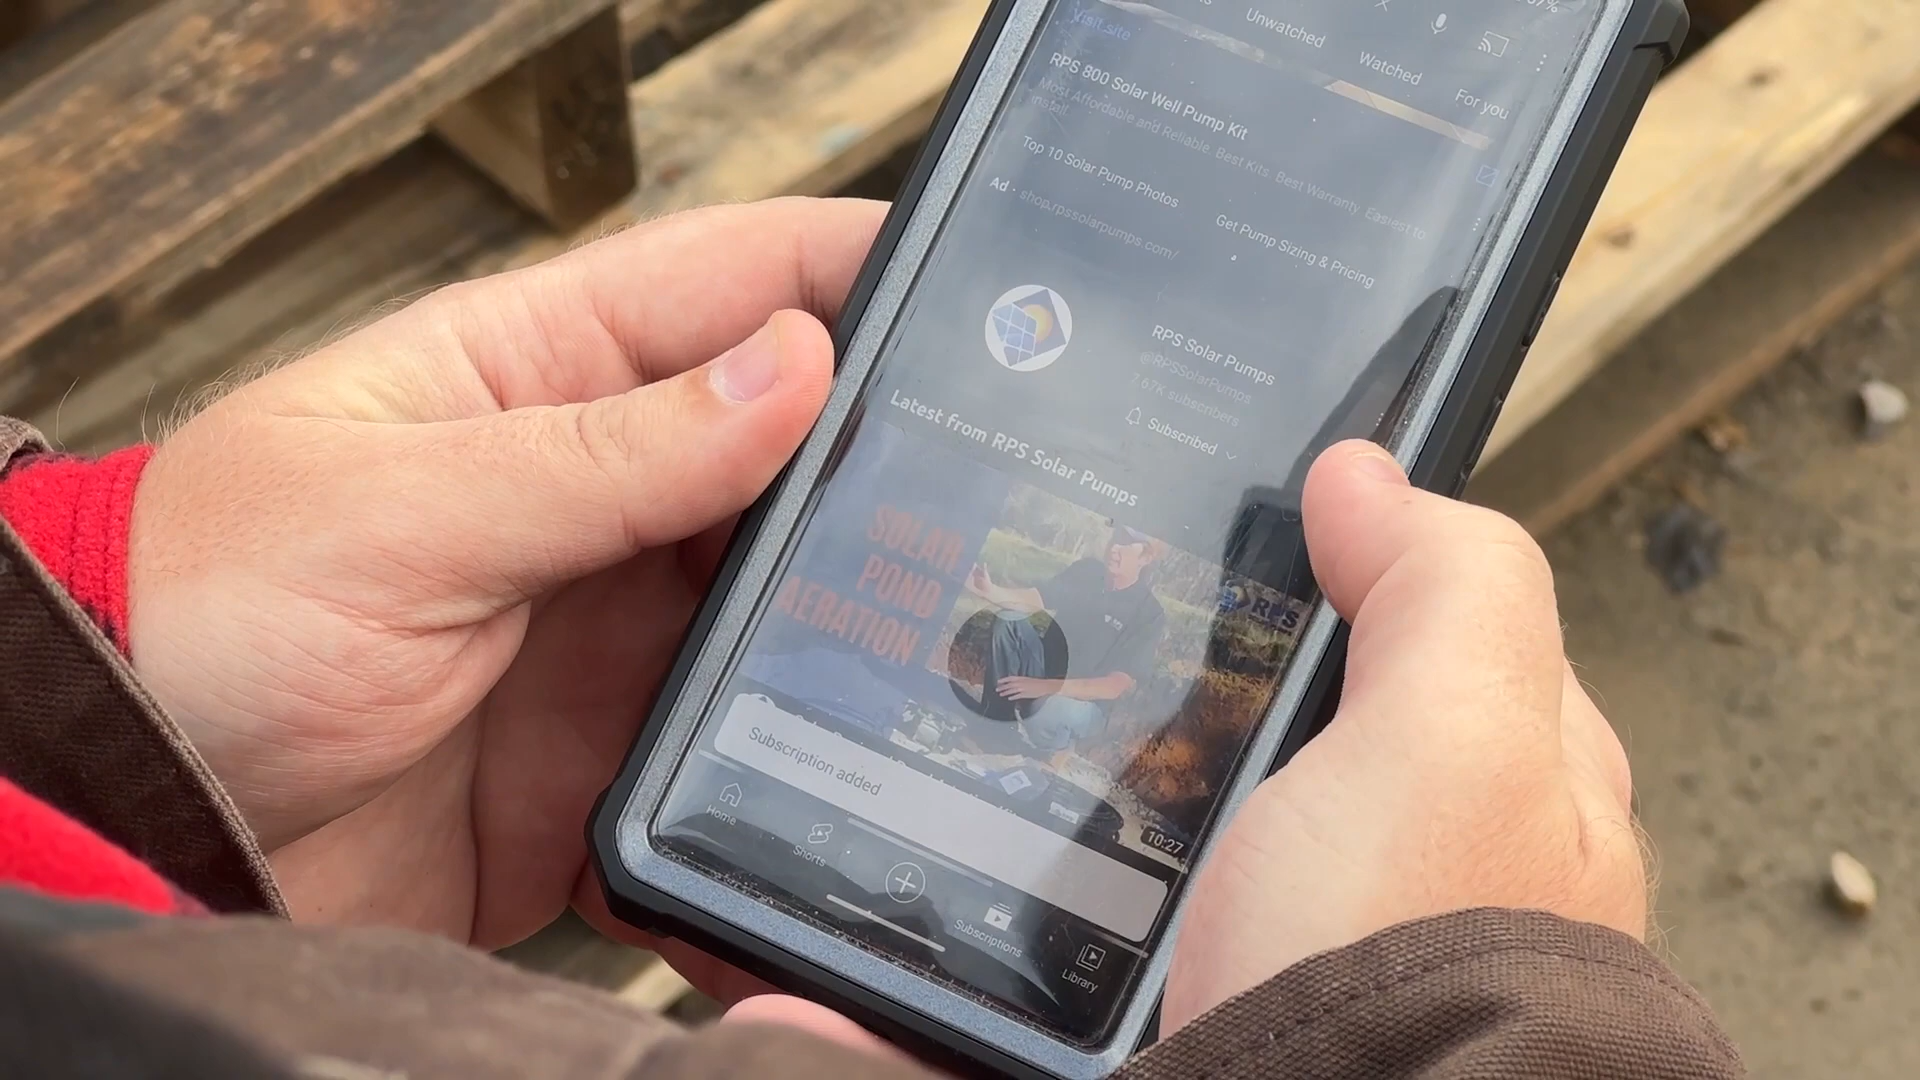 Unwatched
Watched
For you
Visit site
RPS 800 Solar Well Pump Kit
Most Affordable and Reliable. Best Kits. Best Warranty. Easiest to
install.
Top 10 Solar Pump Photos
Get Pump Sizing & Pricing
Ad · shop.rpssolarpumps.com/
RPS Solar Pumps
@RPSSolarPumps
7.67K subscribers
Subscribed
Latest from RPS Solar Pumps
SOLAR
POND
AERATION
RPS
10:27
Subscription added
Home
Shorts
Subscriptions
Library